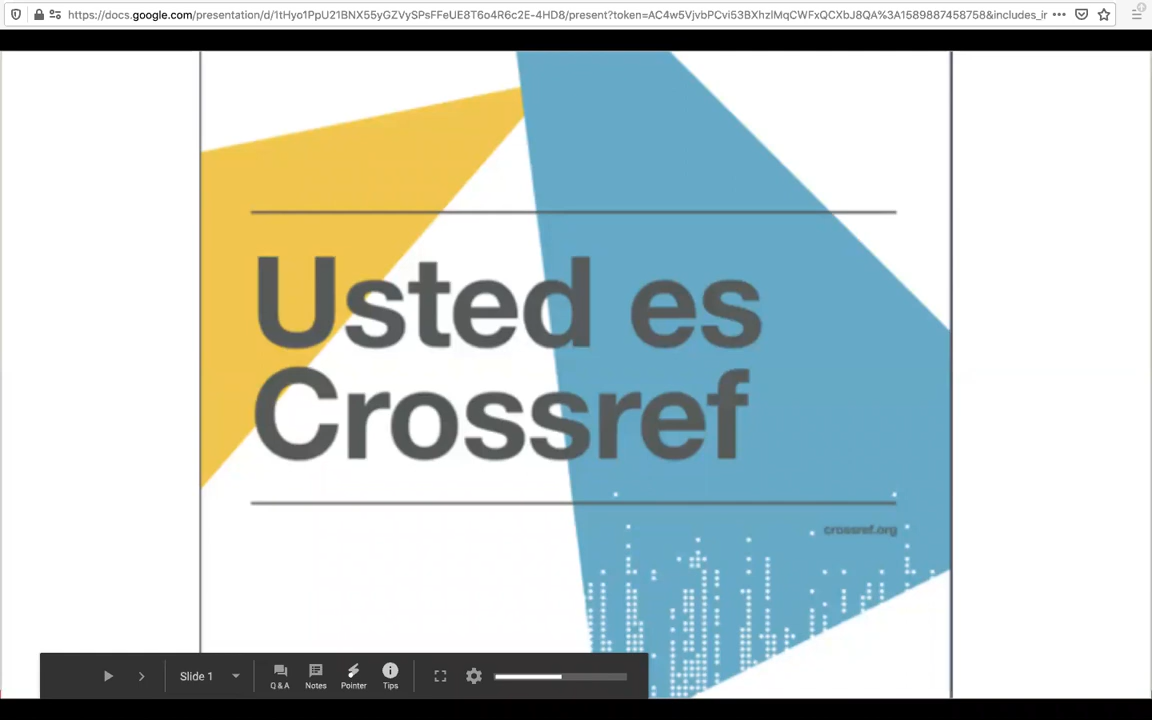 https://docs.google.com/presentation/d/1tHyo1PpU21BNX55yGZVySPsFFeUE8T6o4R6c2E-4HD8/present?token=AC4w5VjvbPCvi53BXhzlMqCWFxQCXbJ8QA%3A1589887458758&includes_ir
Usted es
Crossref
crossref.org
Slide 1
Q & A
Notes
Pointer
Tips